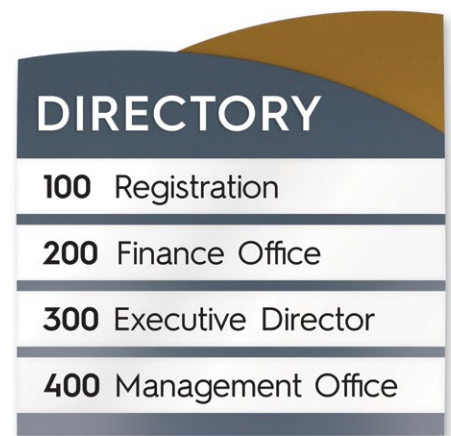 DIRECTORY
100 Registration
200 Finance Office
300 Executive Director
400 Management Office